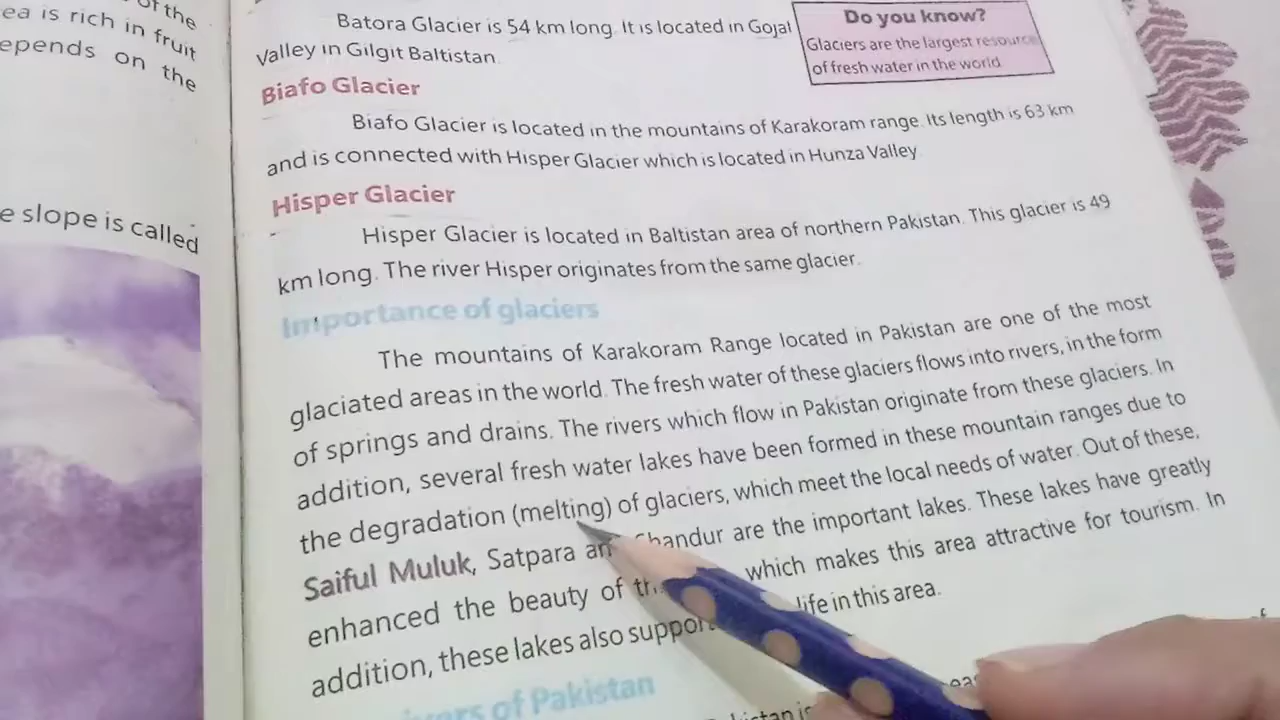 of the
ea is rich in fruit
epends on the
e slope is called
Batora Glacier is 54 km long. It is located in Gojal
Valley in Gilgit Baltistan.
Do you know?
Glaciers are the largest resource
of fresh water in the world
Biafo Glacier
Biafo Glacier is located in the mountains of Karakoram range. Its length is 63 km
and is connected with Hisper Glacier which is located in Hunza Valley
Hisper Glacier
Hisper Glacier is located in Baltistan area of northern Pakistan. This glacier is 49
km long. The river Hisper originates from the same glacier.
Importance of glaciers
The mountains of Karakoram Range located in Pakistan are one of the most
glaciated areas in the world. The fresh water of these glaciers flows into rivers, in the form
of springs and drains. The rivers which flow in Pakistan originate from these glaciers. In
addition, several fresh water lakes have been formed in these mountain ranges due to
the degradation (melting) of glaciers, which meet the local needs of water. Out of these,
Saiful Muluk, Satpara an Shandur are the important lakes. These lakes have greatly
enhanced the beauty of which makes this area attractive for tourism. In
addition, these lakes also support life in this area.
ivers of Pakistan